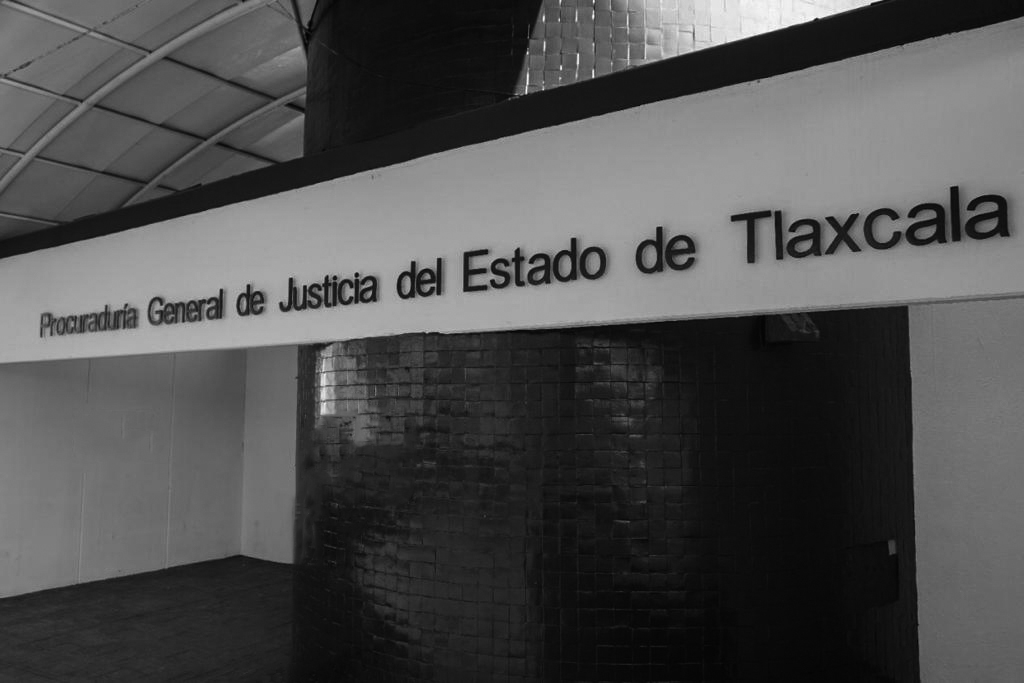 Procuraduría General de Justicia del Estado de Tlaxcala